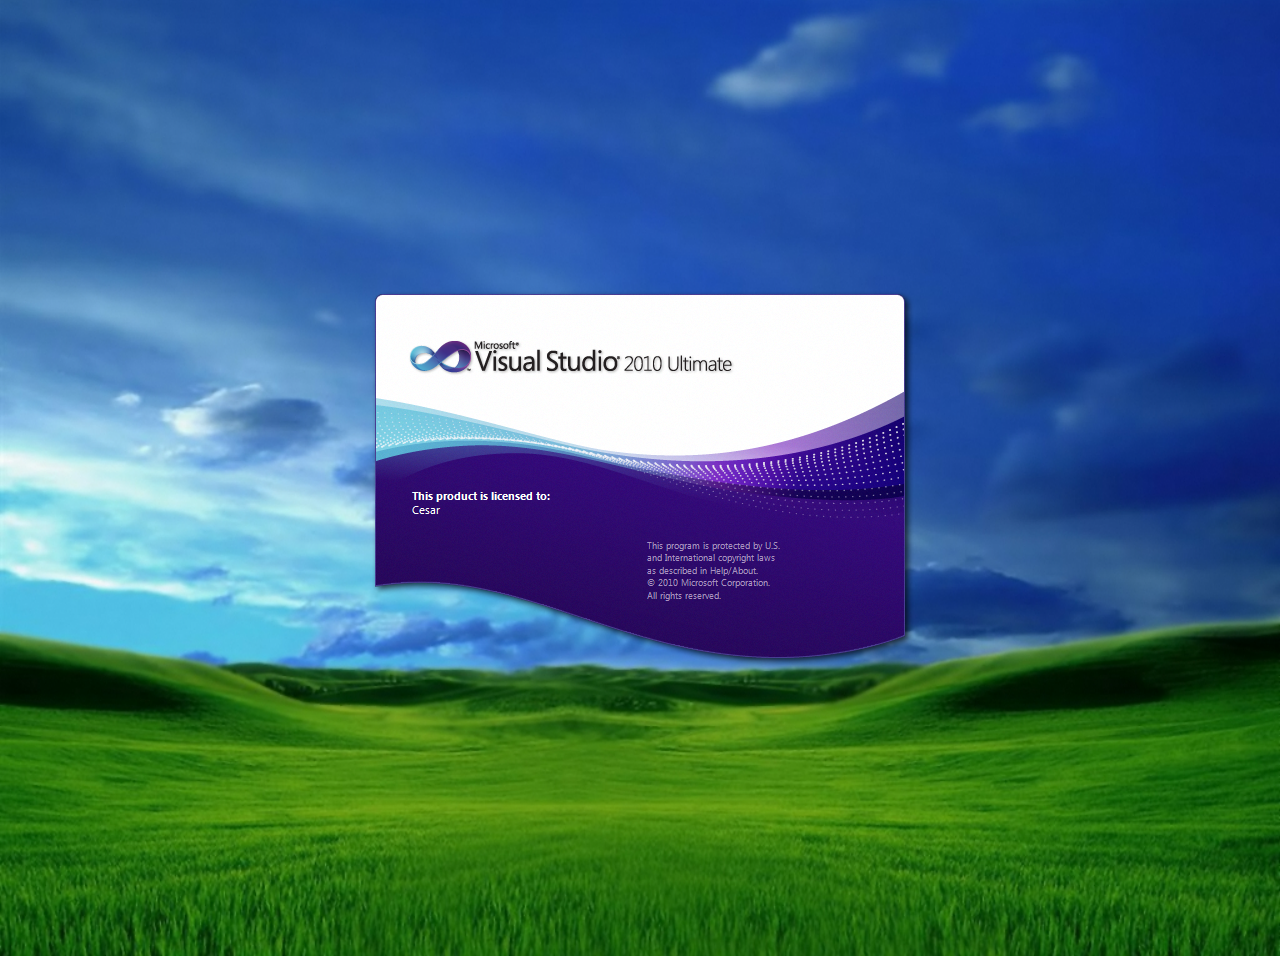 Microsoft®
Visual Studio® 2010 Ultimate
This product is licensed to:
Cesar
This program is protected by U.S.
and International copyright laws
as described in Help/About.
© 2010 Microsoft Corporation.
All rights reserved.